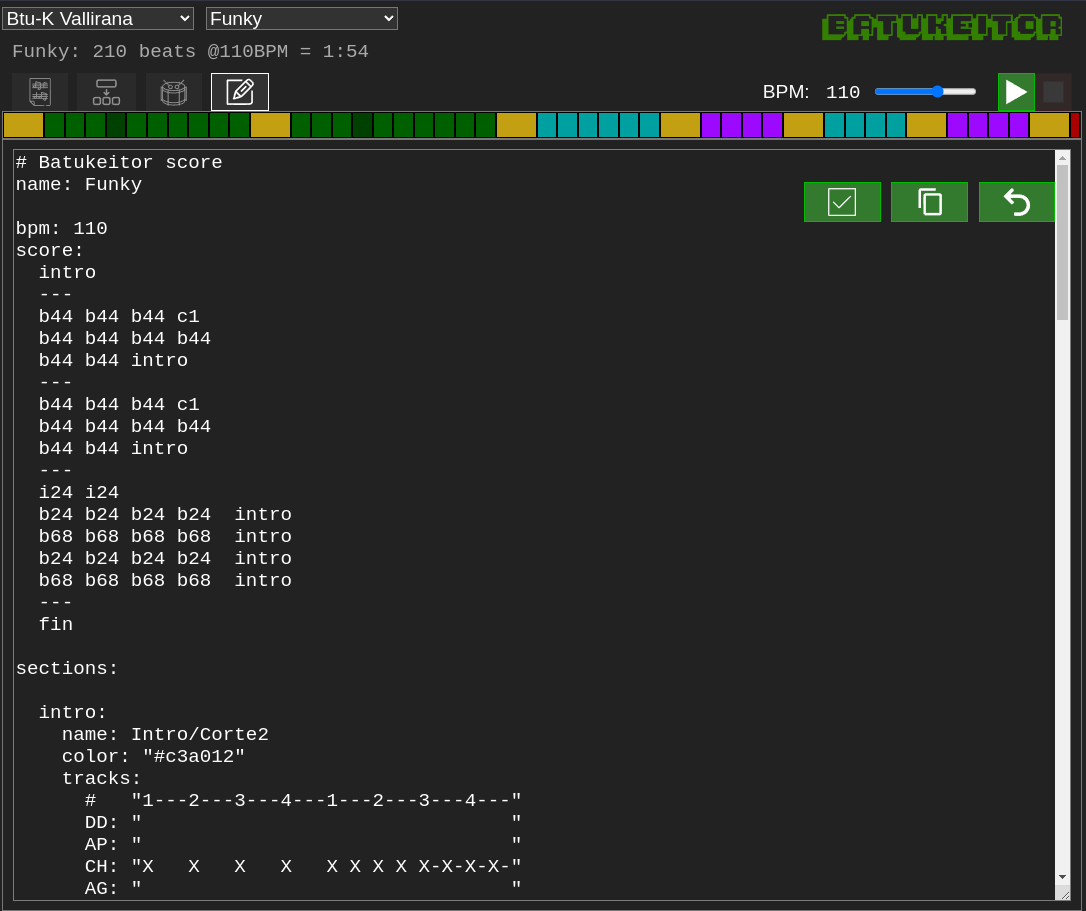 Btu-K Vallirana
Funky
BATUKEITOR
Funky: 210 beats @110BPM = 1:54
BPM: 110
# Batukeitor score
name: Funky

bpm: 110
score:
  intro
  ---
  b44 b44 b44 c1
  b44 b44 b44 b44
  b44 b44 intro
  ---
  b44 b44 b44 c1
  b44 b44 b44 b44
  b44 b44 intro
  ---
  i24 i24
  b24 b24 b24 b24  intro
  b68 b68 b68 b68  intro
  b24 b24 b24 b24  intro
  b68 b68 b68 b68  intro
  ---
  fin

sections:

  intro:
    name: Intro/Corte2
    color: "#c3a012"
    tracks:
      #   "1---2---3---4---1---2---3---4---"
      DD: "                                "
      AP: "                                "
      CH: "X   X   X   X   X X X X X-X-X-X-"
      AG: "                                "